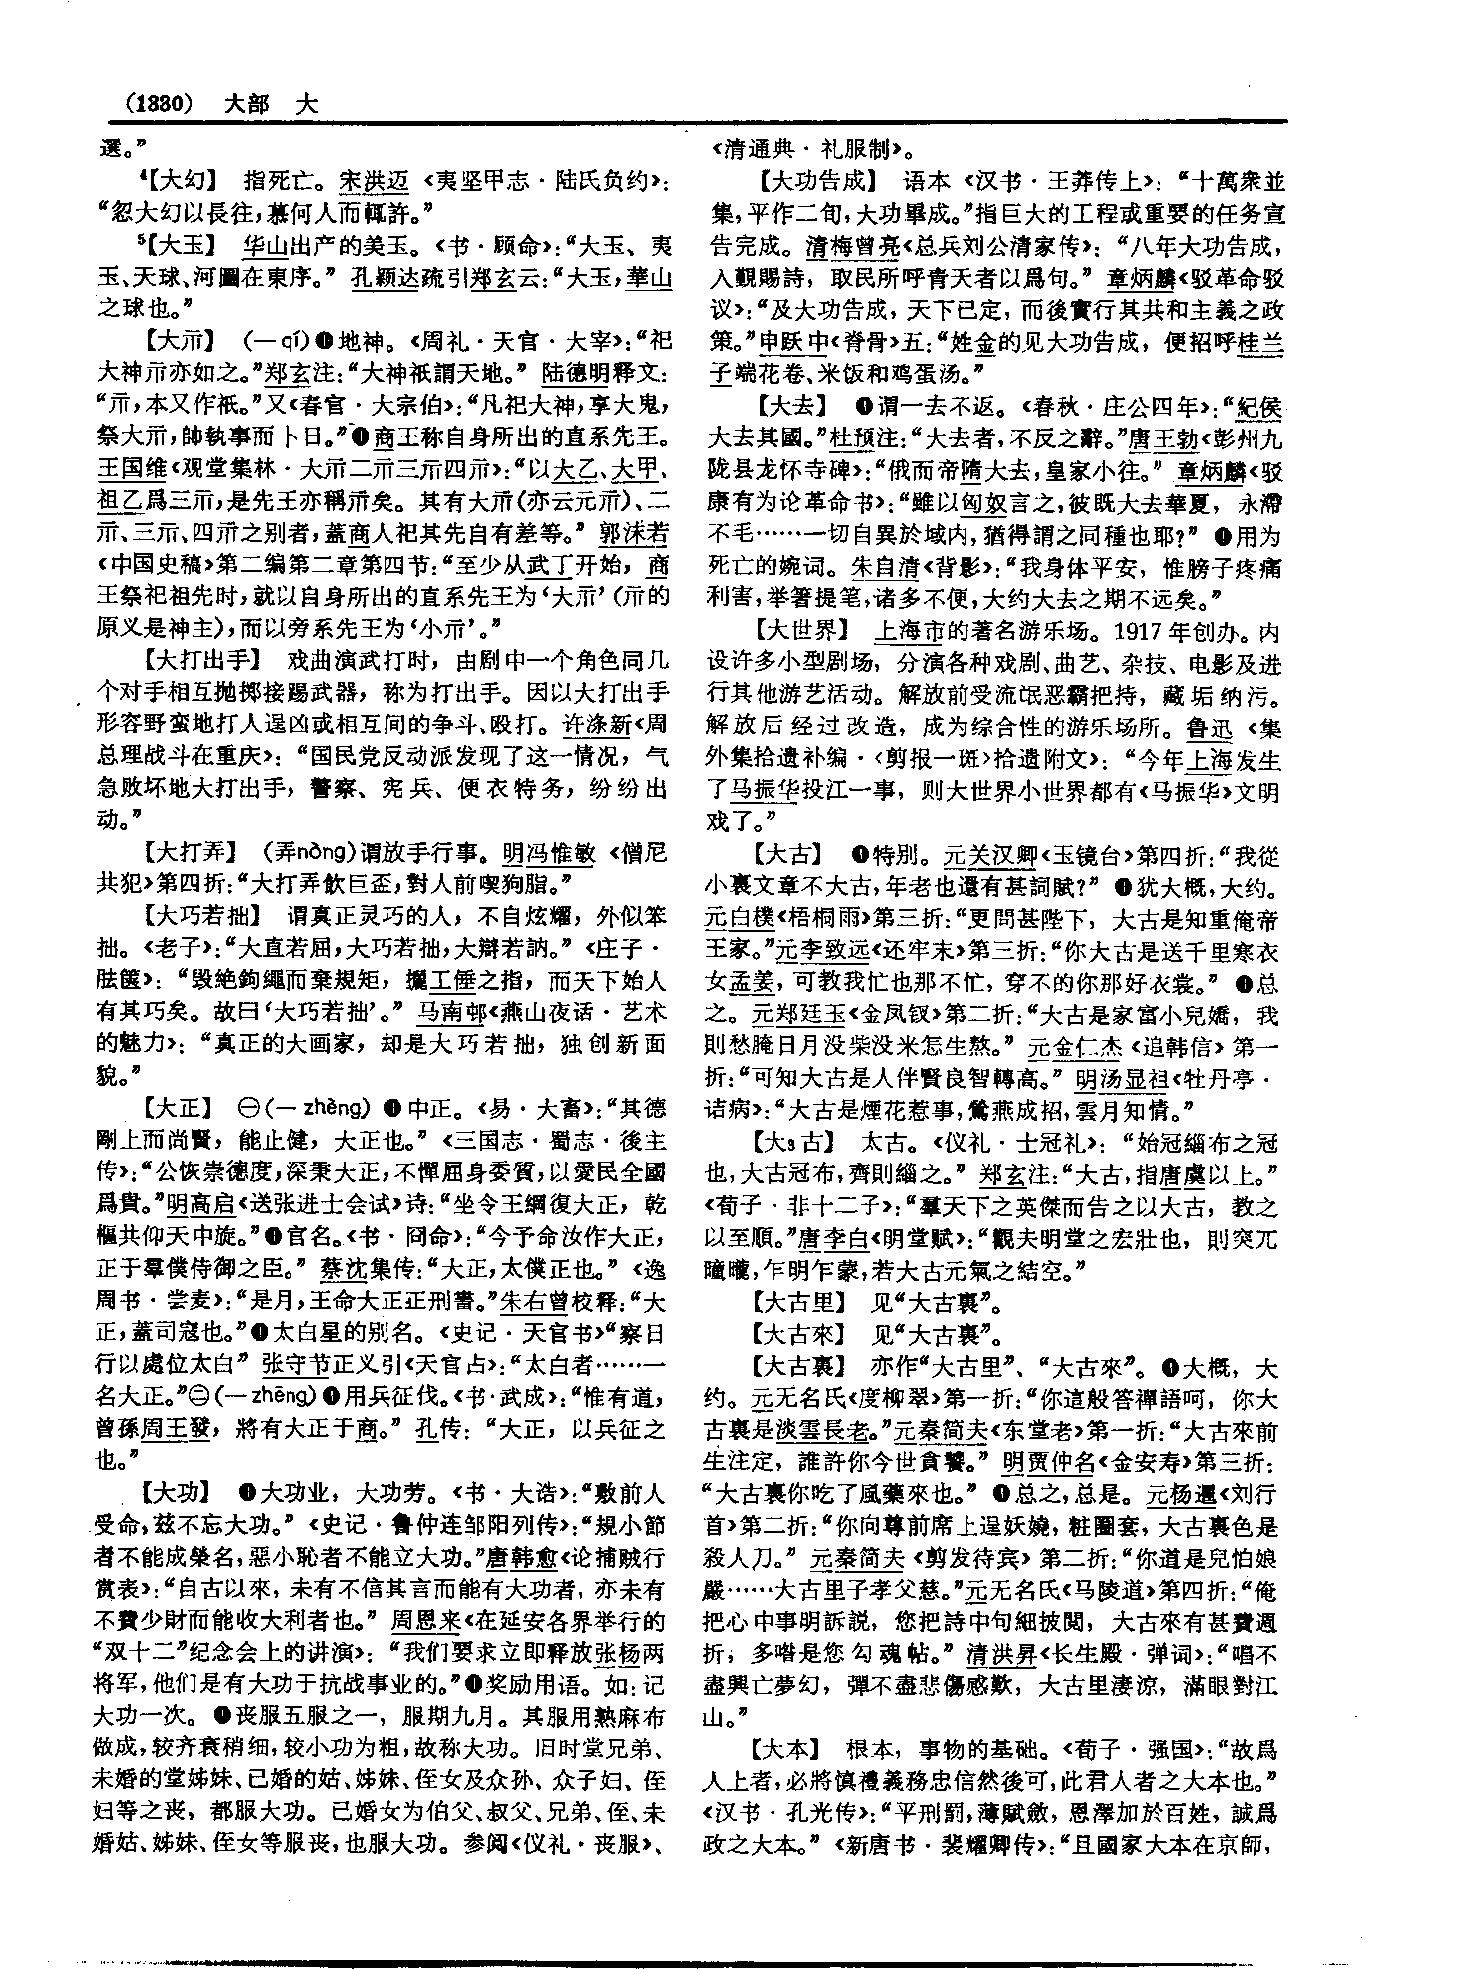 (1330) 大部 大
選。”
⁴【大幻】 指死亡。宋洪迈《夷坚甲志·陆氏负约》:
“忽大幻以長往,慕何人而輒許。”
⁵【大玉】 华山出产的美玉。《书·顾命》:“大玉、夷
玉、天球、河圖在東序。” 孔颖达疏引郑玄云:“大玉,華山
之球也。”
【大示】 (一qí)❶地神。《周礼·天官·大宰》:“祀
大神示亦如之。”郑玄注:“大神祇謂天地。” 陆德明释文:
“示,本又作祇。”又《春官·大宗伯》:“凡祀大神,享大鬼,
祭大示,帥執事而卜日。”❶商王称自身所出的直系先王。
王国维《观堂集林·大示二示三示四示》:“以大乙、大甲、
祖乙爲三示,是先王亦稱示矣。其有大示(亦云元示)、二
示、三示、四示之别者,蓋商人祀其先自有差等。” 郭沫若
《中国史稿》第二编第二章第四节:“至少从武丁开始,商
王祭祀祖先时,就以自身所出的直系先王为‘大示’(示的
原义是神主),而以旁系先王为‘小示’。”
【大打出手】 戏曲演武打时,由剧中一个角色同几
个对手相互抛掷接踢武器,称为打出手。因以大打出手
形容野蛮地打人逞凶或相互间的争斗、殴打。许涤新《周
总理战斗在重庆》:“国民党反动派发现了这一情况,气
急败坏地大打出手,警察、宪兵、便衣特务,纷纷出
动。”
【大打弄】 (弄nòng)谓放手行事。明冯惟敏《僧尼
共犯》第四折:“大打弄飲巨盃,對人前喫狗脂。”
【大巧若拙】 谓真正灵巧的人,不自炫耀,外似笨
拙。《老子》:“大直若屈,大巧若拙,大辯若訥。”《庄子·
胠箧》:“毁絶鉤繩而棄規矩,攦工倕之指,而天下始人
有其巧矣。故曰‘大巧若拙’。” 马南邨《燕山夜话·艺术
的魅力》:“真正的大画家,却是大巧若拙,独创新面
貌。”
【大正】 ㊀(一zhèng)❶中正。《易·大畜》:“其德
剛上而尚賢,能止健,大正也。”《三国志·蜀志·後主
传》:“公恢崇德度,深秉大正,不憚屈身委質,以愛民全國
爲貴。”明高启《送张进士会试》诗:“坐令王綱復大正,乾
樞共仰天中旋。”❶官名。《书·冏命》:“今予命汝作大正,
正于羣僕侍御之臣。” 蔡沈集传:“大正,太僕正也。”《逸
周书·尝麦》:“是月,王命大正正刑書。”朱右曾校释:“大
正,蓋司寇也。”❶太白星的别名。《史记·天官书》“察日
行以處位太白” 张守节正义引《天官占》:“太白者……一
名大正。”㊁(一zhēng)❶用兵征伐。《书·武成》:“惟有道,
曾孫周王發,將有大正于商。” 孔传:“大正,以兵征之
也。”
【大功】 ❶大功业,大功劳。《书·大诰》:“敷前人
受命,兹不忘大功。”《史记·鲁仲连邹阳列传》:“規小節
者不能成榮名,惡小恥者不能立大功。”唐韩愈《论捕贼行
赏表》:“自古以來,未有不信其言而能有大功者,亦未有
不費少財而能收大利者也。” 周恩来《在延安各界举行的
“双十二”纪念会上的讲演》:“我们要求立即释放张杨两
将军,他们是有大功于抗战事业的。”❶奖励用语。如:记
大功一次。❶丧服五服之一,服期九月。其服用熟麻布
做成,较齐衰稍细,较小功为粗,故称大功。旧时堂兄弟、
未婚的堂姊妹、已婚的姑、姊妹、侄女及众孙、众子妇、侄
妇等之丧,都服大功。已婚女为伯父、叔父、兄弟、侄、未
婚姑、姊妹、侄女等服丧,也服大功。参阅《仪礼·丧服》、
《清通典·礼服制》。
【大功告成】 语本《汉书·王莽传上》:“十萬衆並
集,平作二旬,大功畢成。”指巨大的工程或重要的任务宣
告完成。清梅曾亮《总兵刘公清家传》:“八年大功告成,
入覲賜詩,取民所呼青天者以爲句。” 章炳麟《驳革命驳
议》:“及大功告成,天下已定,而後實行其共和主義之政
策。”申跃中《脊骨》五:“姓金的见大功告成,便招呼桂兰
子端花卷、米饭和鸡蛋汤。”
【大去】 ❶谓一去不返。《春秋·庄公四年》:“紀侯
大去其國。”杜预注:“大去者,不反之辭。”唐王勃《彭州九
陇县龙怀寺碑》:“俄而帝隋大去,皇家小往。” 章炳麟《驳
康有为论革命书》:“雖以匈奴言之,彼既大去華夏,永滯
不毛……一切自異於域内,猶得謂之同種也耶?” ❶用为
死亡的婉词。朱自清《背影》:“我身体平安,惟膀子疼痛
利害,举箸提笔,诸多不便,大约大去之期不远矣。”
【大世界】 上海市的著名游乐场。1917年创办。内
设许多小型剧场,分演各种戏剧、曲艺、杂技、电影及进
行其他游艺活动。解放前受流氓恶霸把持,藏垢纳污。
解放后经过改造,成为综合性的游乐场所。鲁迅《集
外集拾遗补编·〈剪报一斑〉拾遗附文》:“今年上海发生
了马振华投江一事,则大世界小世界都有《马振华》文明
戏了。”
【大古】 ❶特别。元关汉卿《玉镜台》第四折:“我從
小裏文章不大古,年老也還有甚詞賦?” ❶犹大概,大约。
元白樸《梧桐雨》第三折:“更問甚陛下,大古是知重俺帝
王家。”元李致远《还牢末》第三折:“你大古是送千里寒衣
女孟姜,可教我忙也那不忙,穿不的你那好衣裳。” ❶总
之。元郑廷玉《金凤钗》第二折:“大古是家富小兒嬌,我
則愁腌日月没柴没米怎生熬。” 元金仁杰《追韩信》第一
折:“可知大古是人伴賢良智轉高。” 明汤显祖《牡丹亭·
诘病》:“大古是煙花惹事,鶯燕成招,雲月知情。”
【大₃古】 太古。《仪礼·士冠礼》:“始冠緇布之冠
也,大古冠布,齊則緇之。” 郑玄注:“大古,指唐虞以上。”
《荀子·非十二子》:“羣天下之英傑而告之以大古,教之
以至順。”唐李白《明堂赋》:“觀夫明堂之宏壯也,則突兀
曈曨,乍明乍蒙,若大古元氣之結空。”
【大古里】 见“大古裏”。
【大古來】 见“大古裏”。
【大古裏】 亦作“大古里”、“大古來”。❶大概,大
约。元无名氏《度柳翠》第一折:“你這般答禪語呵,你大
古裏是淡雲長老。”元秦简夫《东堂老》第一折:“大古來前
生注定,誰許你今世貪饕。” 明贾仲名《金安寿》第三折:
“大古裏你吃了風藥來也。” ❶总之,总是。元杨暹《刘行
首》第二折:“你向尊前席上逞妖嬈,粧圈套,大古裏色是
殺人刀。” 元秦简夫《剪发待宾》第二折:“你道是兒怕娘
嚴……大古里子孝父慈。”元无名氏《马陵道》第四折:“俺
把心中事明訴説,您把詩中句細披閲,大古來有甚費週
折,多喒是您勾魂帖。” 清洪昇《长生殿·弹词》:“唱不
盡興亡夢幻,彈不盡悲傷感歎,大古里淒涼,滿眼對江
山。”
【大本】 根本,事物的基础。《荀子·强国》:“故爲
人上者,必將慎禮義務忠信然後可,此君人者之大本也。”
《汉书·孔光传》:“平刑罰,薄賦斂,恩澤加於百姓,誠爲
政之大本。”《新唐书·裴耀卿传》:“且國家大本在京師,